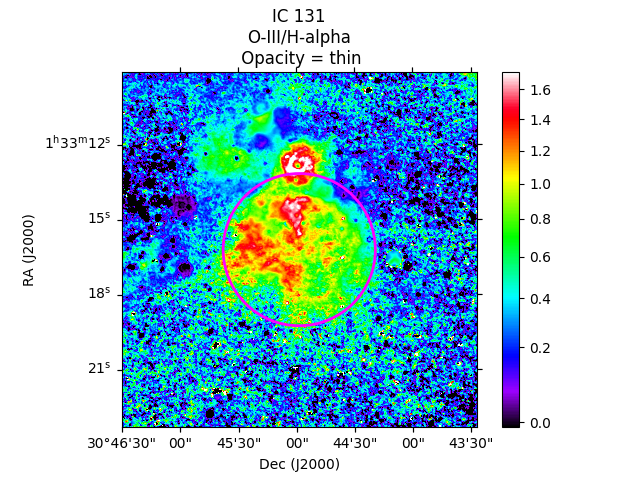 IC 131
O-III/H-alpha
Opacity = thin
1ʰ33ᵐ12ˢ
15ˢ
18ˢ
21ˢ
RA (J2000)
30°46'30" 00" 45'30" 00" 44'30" 00" 43'30"
Dec (J2000)
1.6
1.4
1.2
1.0
0.8
0.6
0.4
0.2
0.0